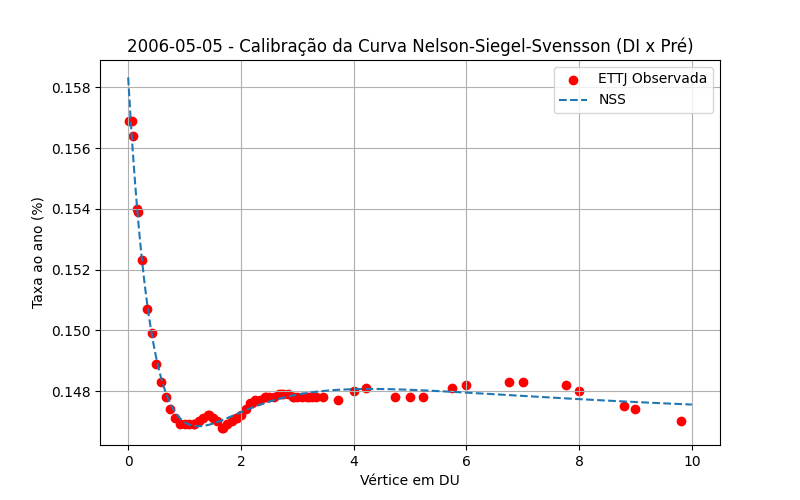 2006-05-05 - Calibração da Curva Nelson-Siegel-Svensson (DI x Pré)
ETTJ Observada
NSS
Taxa ao ano (%)
0.158
0.156
0.154
0.152
0.150
0.148
0
2
4
6
8
10
Vértice em DU